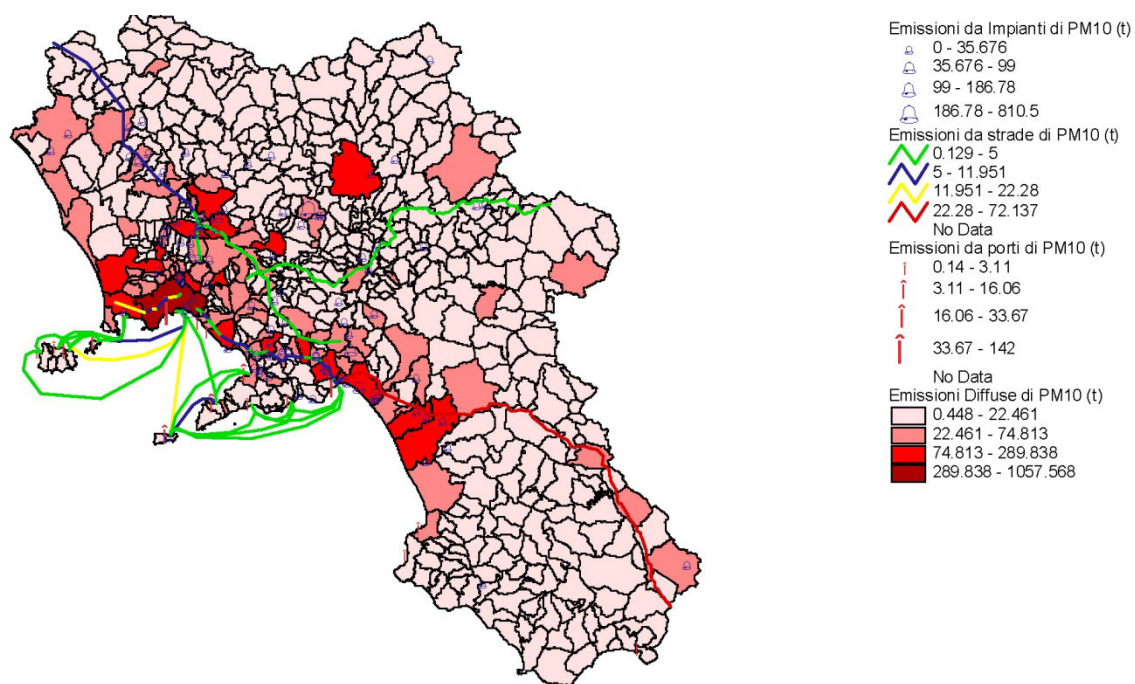 Emissioni da Impianti di PM10 (t)
0 - 35.676
35.676 - 99
99 - 186.78
186.78 - 810.5
Emissioni da strade di PM10 (t)
0.129 - 5
5 - 11.951
11.951 - 22.28
22.28 - 72.137
No Data
Emissioni da porti di PM10 (t)
0.14 - 3.11
3.11 - 16.06
16.06 - 33.67
33.67 - 142
No Data
Emissioni Diffuse di PM10 (t)
0.448 - 22.461
22.461 - 74.813
74.813 - 289.838
289.838 - 1057.568